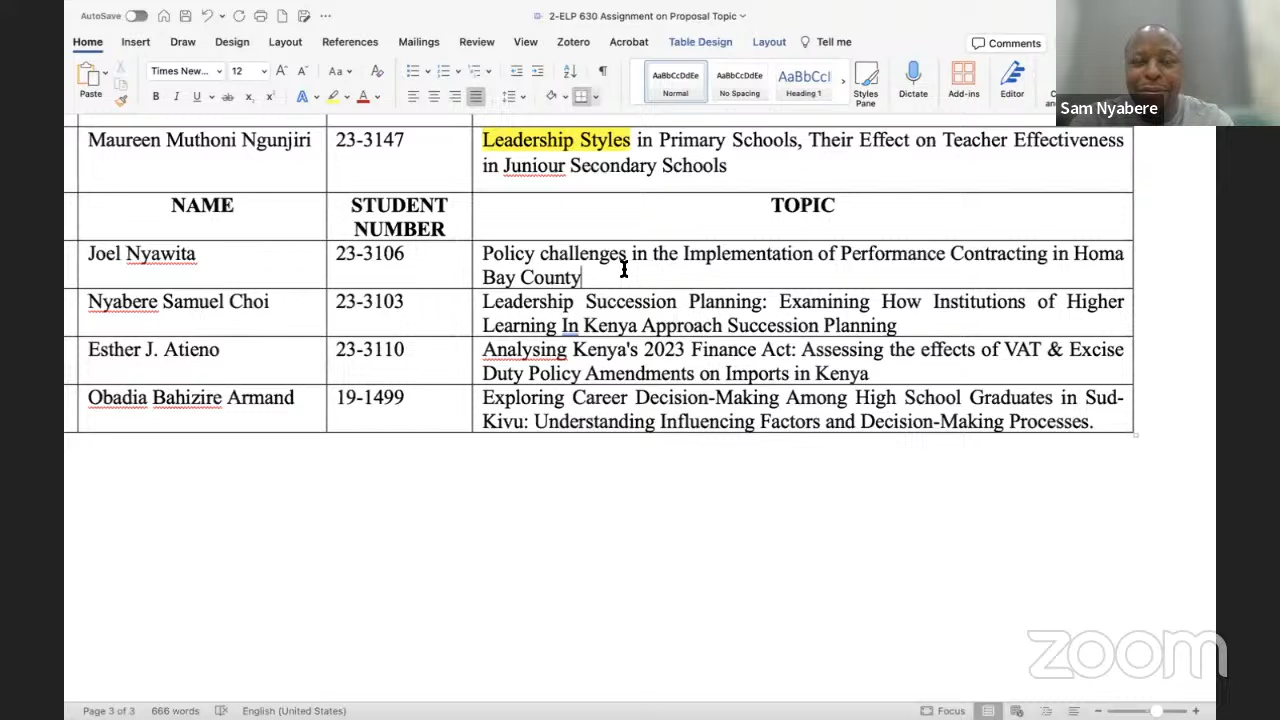 AutoSave
2-ELP 630 Assignment on Proposal Topic
Home Insert Draw Design Layout References Mailings Review View Zotero Acrobat Table Design Layout Tell me
Comments
Paste
Times New...
12
Aa
AaBbCcDdEe
Normal
AaBbCcDdEe
No Spacing
AaBbCcI
Heading 1
Styles
Pane
Dictate
Add-ins
Editor
Sam Nyabere
Maureen Muthoni Ngunjiri 23-3147 Leadership Styles in Primary Schools, Their Effect on Teacher Effectiveness
in Juniour Secondary Schools
NAME STUDENT TOPIC
NUMBER
Joel Nyawita 23-3106 Policy challenges in the Implementation of Performance Contracting in Homa
Bay County
Nyabere Samuel Choi 23-3103 Leadership Succession Planning: Examining How Institutions of Higher
Learning In Kenya Approach Succession Planning
Esther J. Atieno 23-3110 Analysing Kenya's 2023 Finance Act: Assessing the effects of VAT & Excise
Duty Policy Amendments on Imports in Kenya
Obadia Bahizire Armand 19-1499 Exploring Career Decision-Making Among High School Graduates in Sud-
Kivu: Understanding Influencing Factors and Decision-Making Processes.
zoom
Page 3 of 3 666 words English (United States) Focus